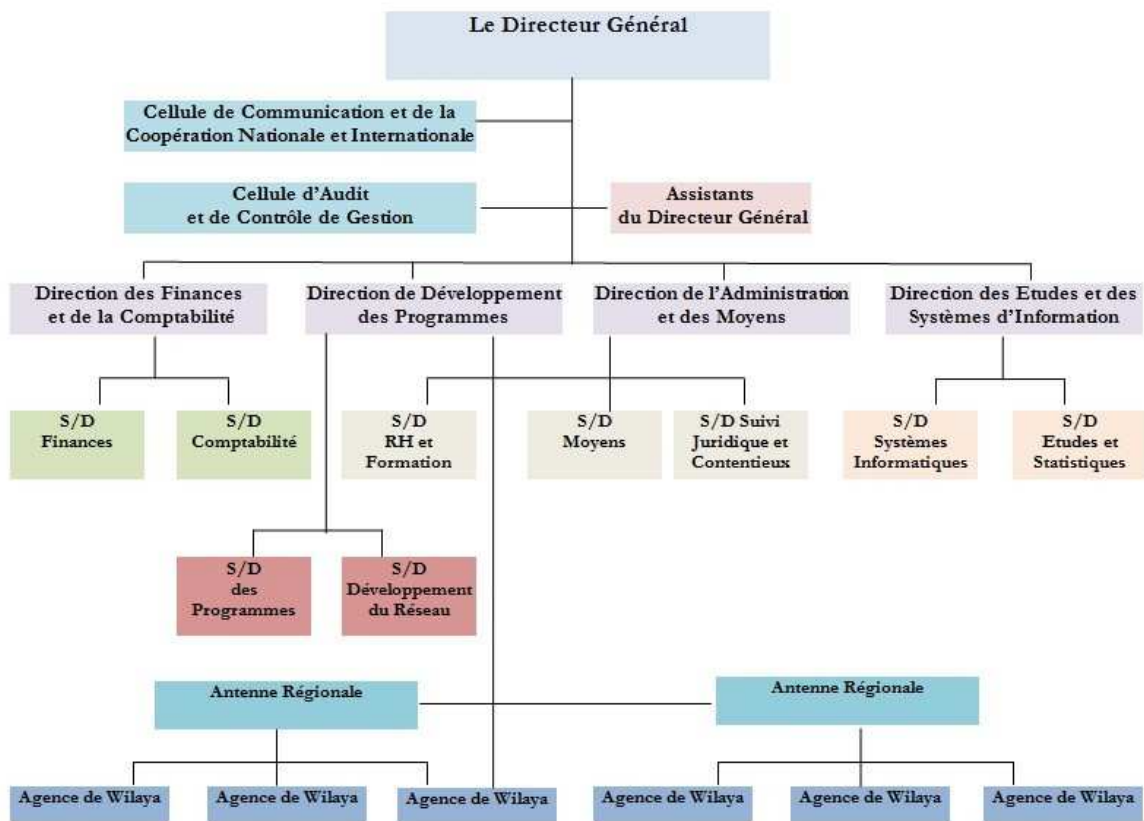 Le Directeur Général
Cellule de Communication et de la
Coopération Nationale et Internationale
Cellule d'Audit
et de Contrôle de Gestion
Assistants
du Directeur Général
Direction des Finances
et de la Comptabilité
Direction de Développement
des Programmes
Direction de l'Administration
et des Moyens
Direction des Etudes et des
Systèmes d'Information
S/D
Finances
S/D
Comptabilité
S/D
RH et
Formation
S/D
Moyens
S/D Suivi
Juridique et
Contentieux
S/D
Systèmes
Informatiques
S/D
Etudes et
Statistiques
S/D
des
Programmes
S/D
Développement
du Réseau
Antenne Régionale
Antenne Régionale
Agence de Wilaya
Agence de Wilaya
Agence de Wilaya
Agence de Wilaya
Agence de Wilaya
Agence de Wilaya